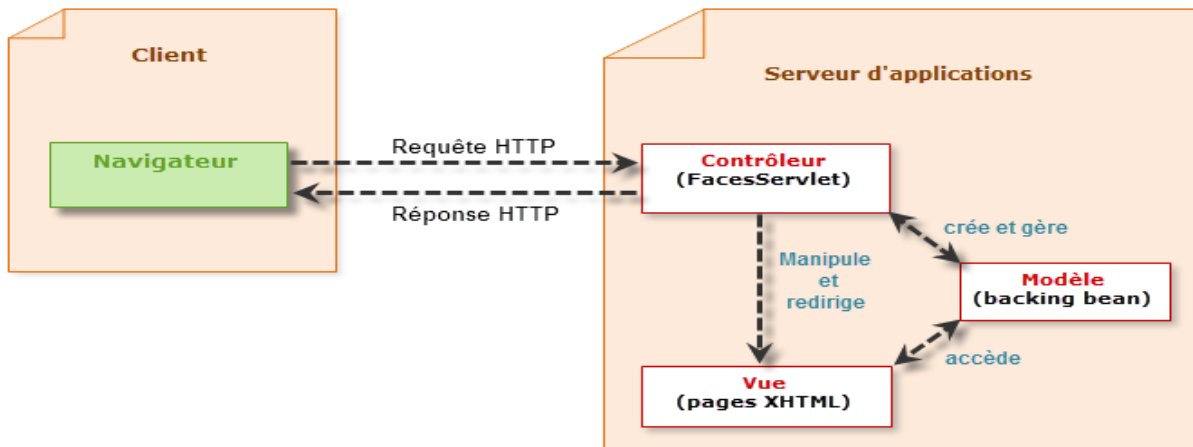 Client
Serveur d'applications
Navigateur
Requête HTTP
Réponse HTTP
Contrôleur
(FacesServlet)
crée et gère
Manipule
et
redirige
Modèle
(backing bean)
accède
Vue
(pages XHTML)